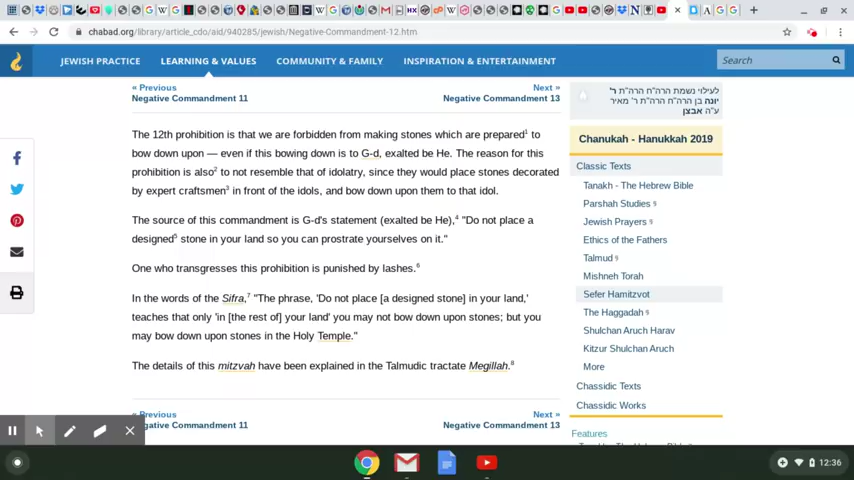 chabad.org/library/article_cdo/aid/940285/jewish/Negative-Commandment-12.htm
JEWISH PRACTICE LEARNING & VALUES COMMUNITY & FAMILY INSPIRATION & ENTERTAINMENT Search
« Previous Next »
Negative Commandment 11 Negative Commandment 13
The 12th prohibition is that we are forbidden from making stones which are prepared1 to
bow down upon — even if this bowing down is to G-d, exalted be He. The reason for this
prohibition is also2 to not resemble that of idolatry, since they would place stones decorated
by expert craftsmen3 in front of the idols, and bow down upon them to that idol.
The source of this commandment is G-d's statement (exalted be He),4 "Do not place a
designed5 stone in your land so you can prostrate yourselves on it."
One who transgresses this prohibition is punished by lashes.6
In the words of the Sifra,7 "The phrase, 'Do not place [a designed stone] in your land,'
teaches that only 'in [the rest of] your land' you may not bow down upon stones; but you
may bow down upon stones in the Holy Temple."
The details of this mitzvah have been explained in the Talmudic tractate Megillah.8
« Previous Next »
egative Commandment 11 Negative Commandment 13
לעילוי נשמת הרה"ח הרה"ת ר'
יונה בן הרה"ח הרה"ת ר' מאיר
ע"ה אבצן
Chanukah - Hanukkah 2019
Classic Texts
Tanakh - The Hebrew Bible
Parshah Studies
Jewish Prayers
Ethics of the Fathers
Talmud
Mishneh Torah
Sefer Hamitzvot
The Haggadah
Shulchan Aruch Harav
Kitzur Shulchan Aruch
More
Chassidic Texts
Chassidic Works
Features
12:36